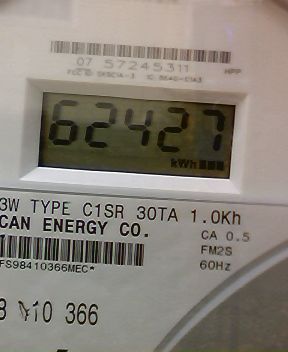 07 57245311
HPP
62427
kWh
3W TYPE C1SR 30TA 1.0Kh
CAN ENERGY CO.
CA 0.5
FM2S
FS98410366MEC*
60Hz
10 366